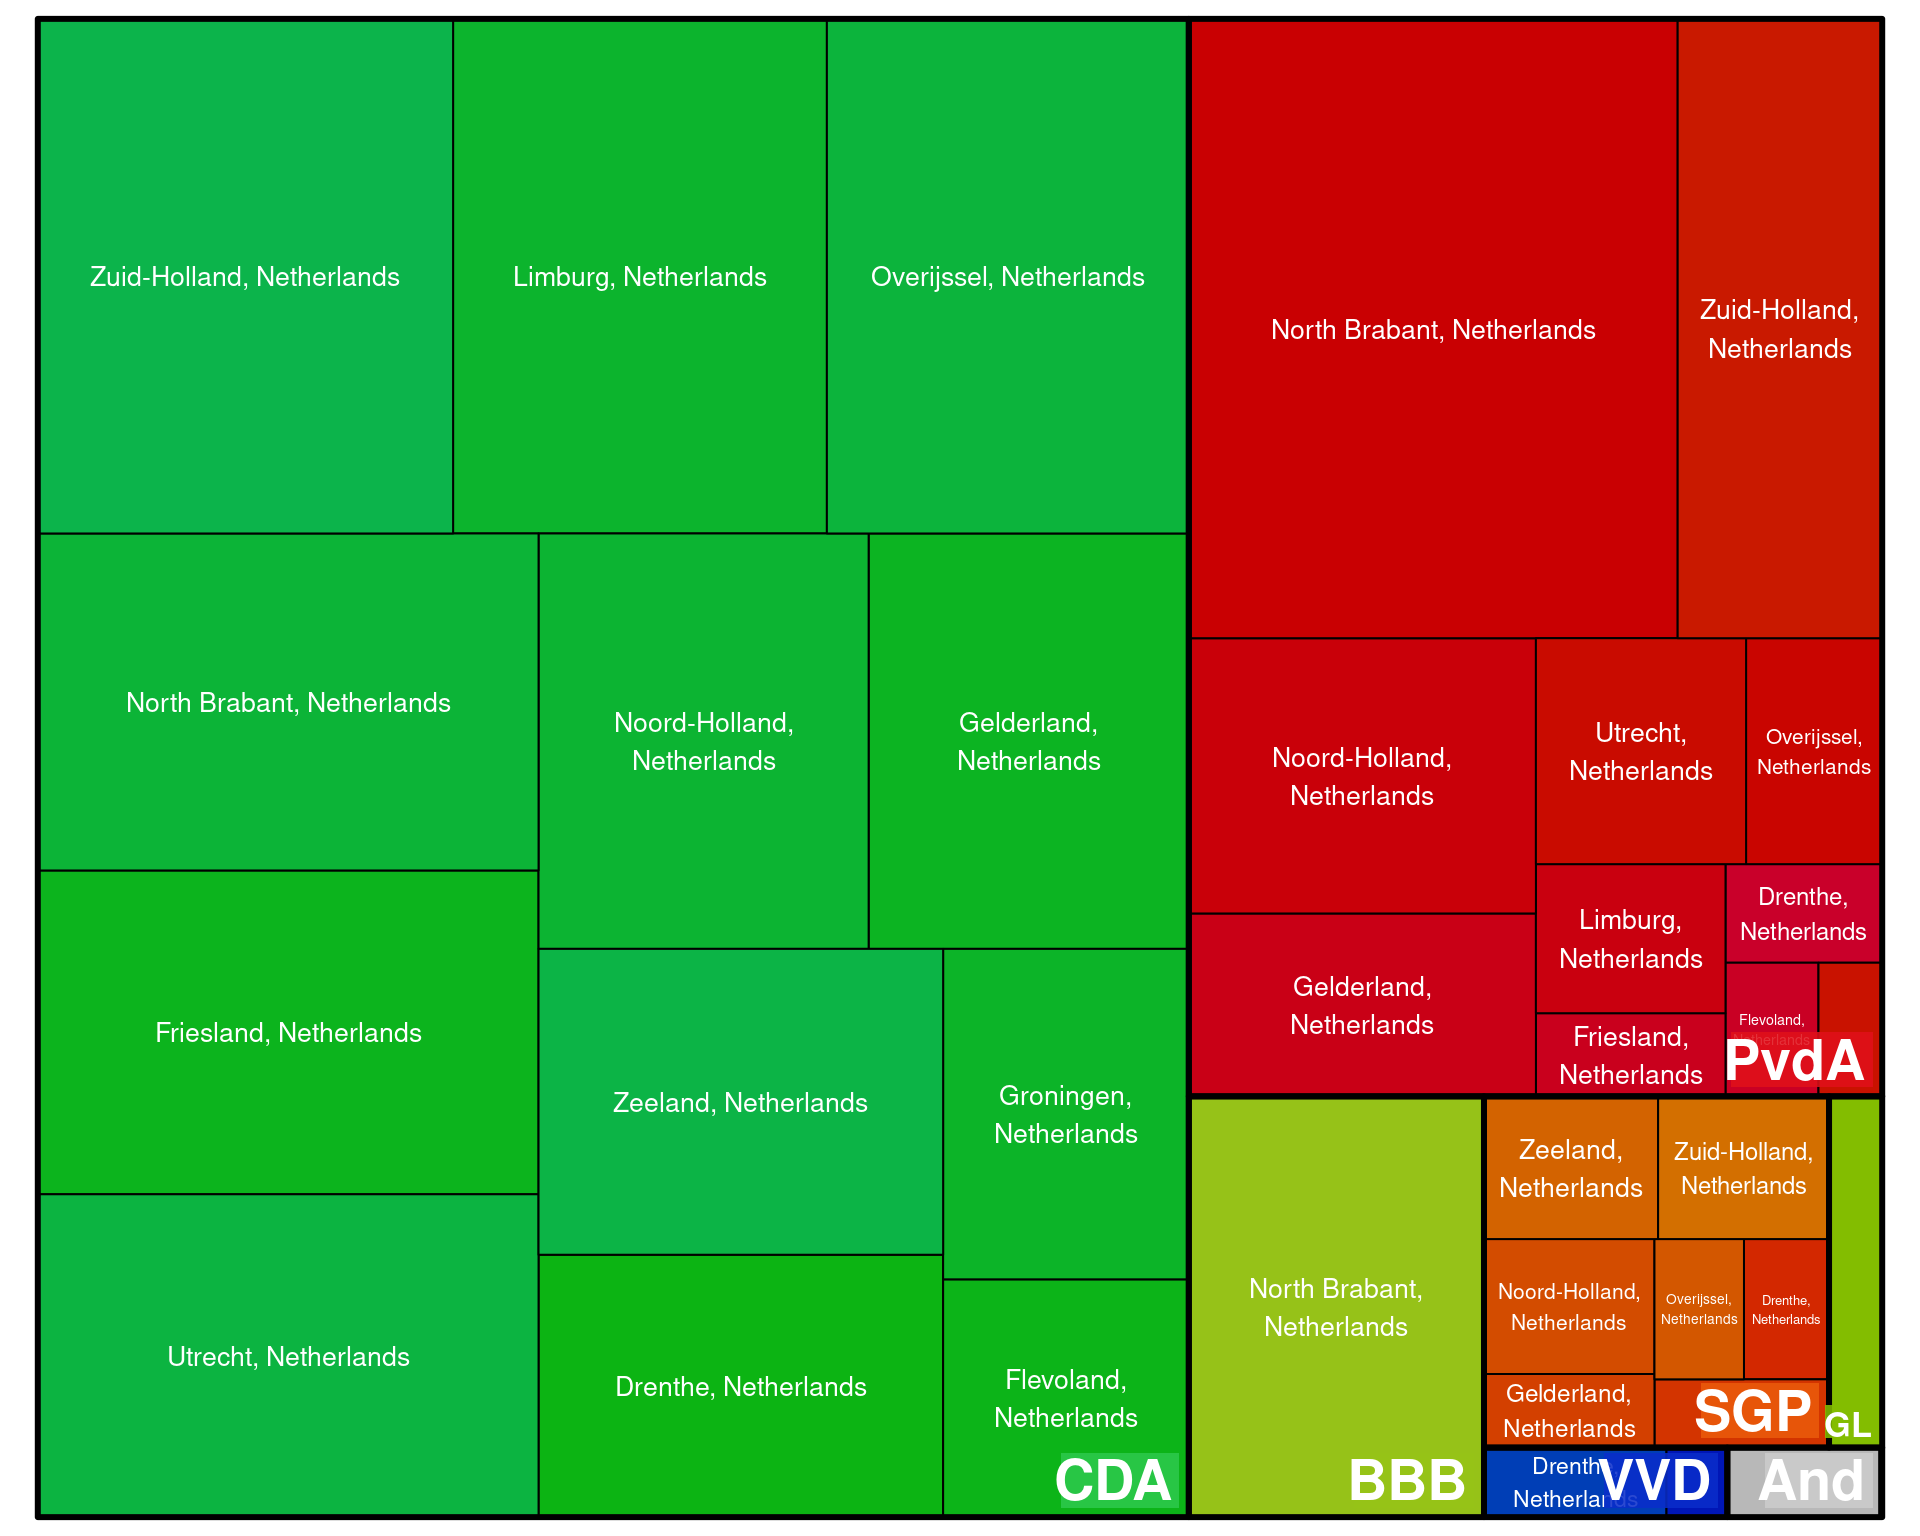 Zuid-Holland, Netherlands
Limburg, Netherlands
Overijssel, Netherlands
North Brabant, Netherlands
Noord-Holland,
Netherlands
Gelderland,
Netherlands
Friesland, Netherlands
Zeeland, Netherlands
Groningen,
Netherlands
Utrecht, Netherlands
Drenthe, Netherlands
Flevoland,
Netherlands
CDA
North Brabant, Netherlands
Zuid-Holland,
Netherlands
Noord-Holland,
Netherlands
Utrecht,
Netherlands
Overijssel,
Netherlands
Gelderland,
Netherlands
Limburg,
Netherlands
Drenthe,
Netherlands
Friesland,
Netherlands
Flevoland,
Netherlands
PvdA
North Brabant,
Netherlands
BBB
Zeeland,
Netherlands
Zuid-Holland,
Netherlands
Noord-Holland,
Netherlands
Overijssel,
Netherlands
Drenthe,
Netherlands
Gelderland,
Netherlands
SGP
GL
Drenthe,
Netherlands
VVD
And